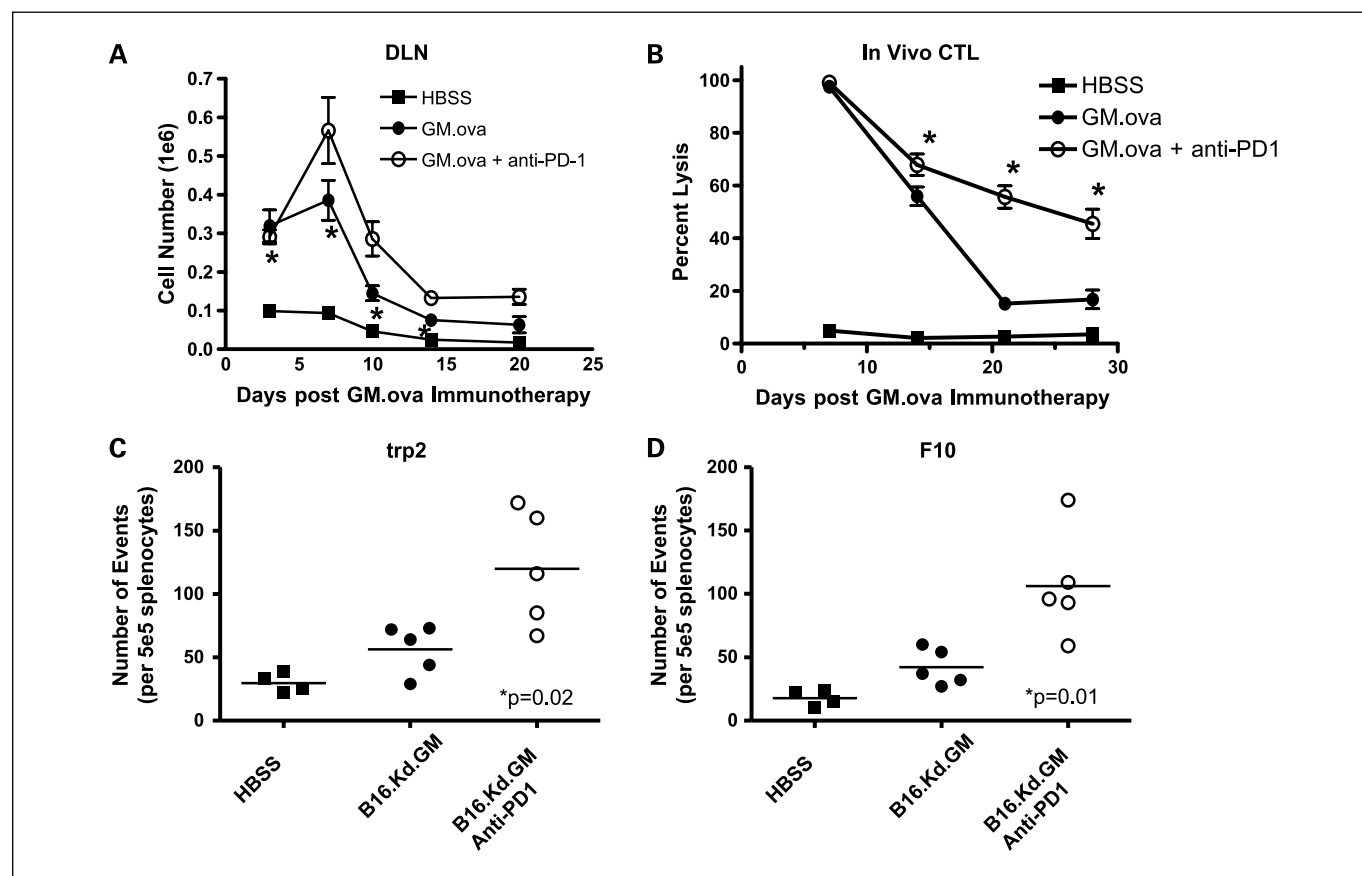 A
DLN
0.7
0.6
0.5
0.4
0.3
0.2
0.1
0.0
Cell Number (1e6)
HBSS
GM.ova
GM.ova + anti-PD-1
*
*
*
*
0
5
10
15
20
25
Days post GM.ova Immunotherapy
B
In Vivo CTL
100
80
60
40
20
0
Percent Lysis
HBSS
GM.ova
GM.ova + anti-PD1
*
*
*
0
10
20
30
Days post GM.ova Immunotherapy
C
trp2
200
150
100
50
0
Number of Events
(per 5e5 splenocytes)
*p=0.02
HBSS
B16.Kd.GM
B16.Kd.GM
Anti-PD1
D
F10
200
150
100
50
0
Number of Events
(per 5e5 splenocytes)
*p=0.01
HBSS
B16.Kd.GM
B16.Kd.GM
Anti-PD1